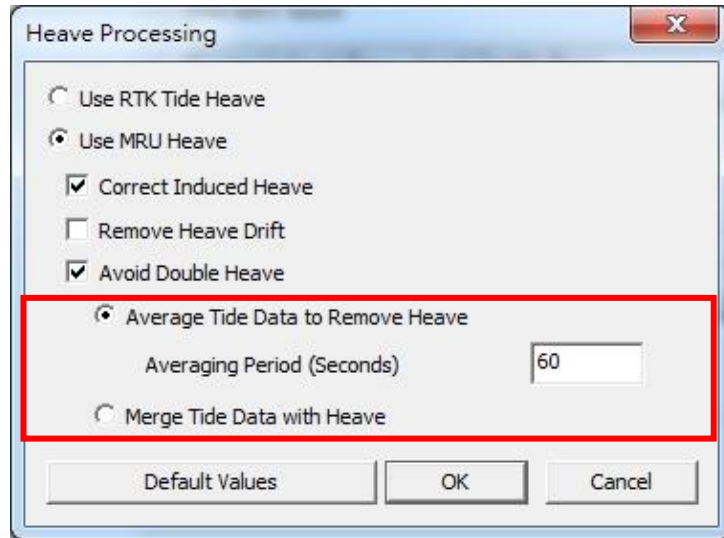 Heave Processing
Use RTK Tide Heave
Use MRU Heave
Correct Induced Heave
Remove Heave Drift
Avoid Double Heave
Average Tide Data to Remove Heave
Averaging Period (Seconds) 60
Merge Tide Data with Heave
Default Values OK Cancel